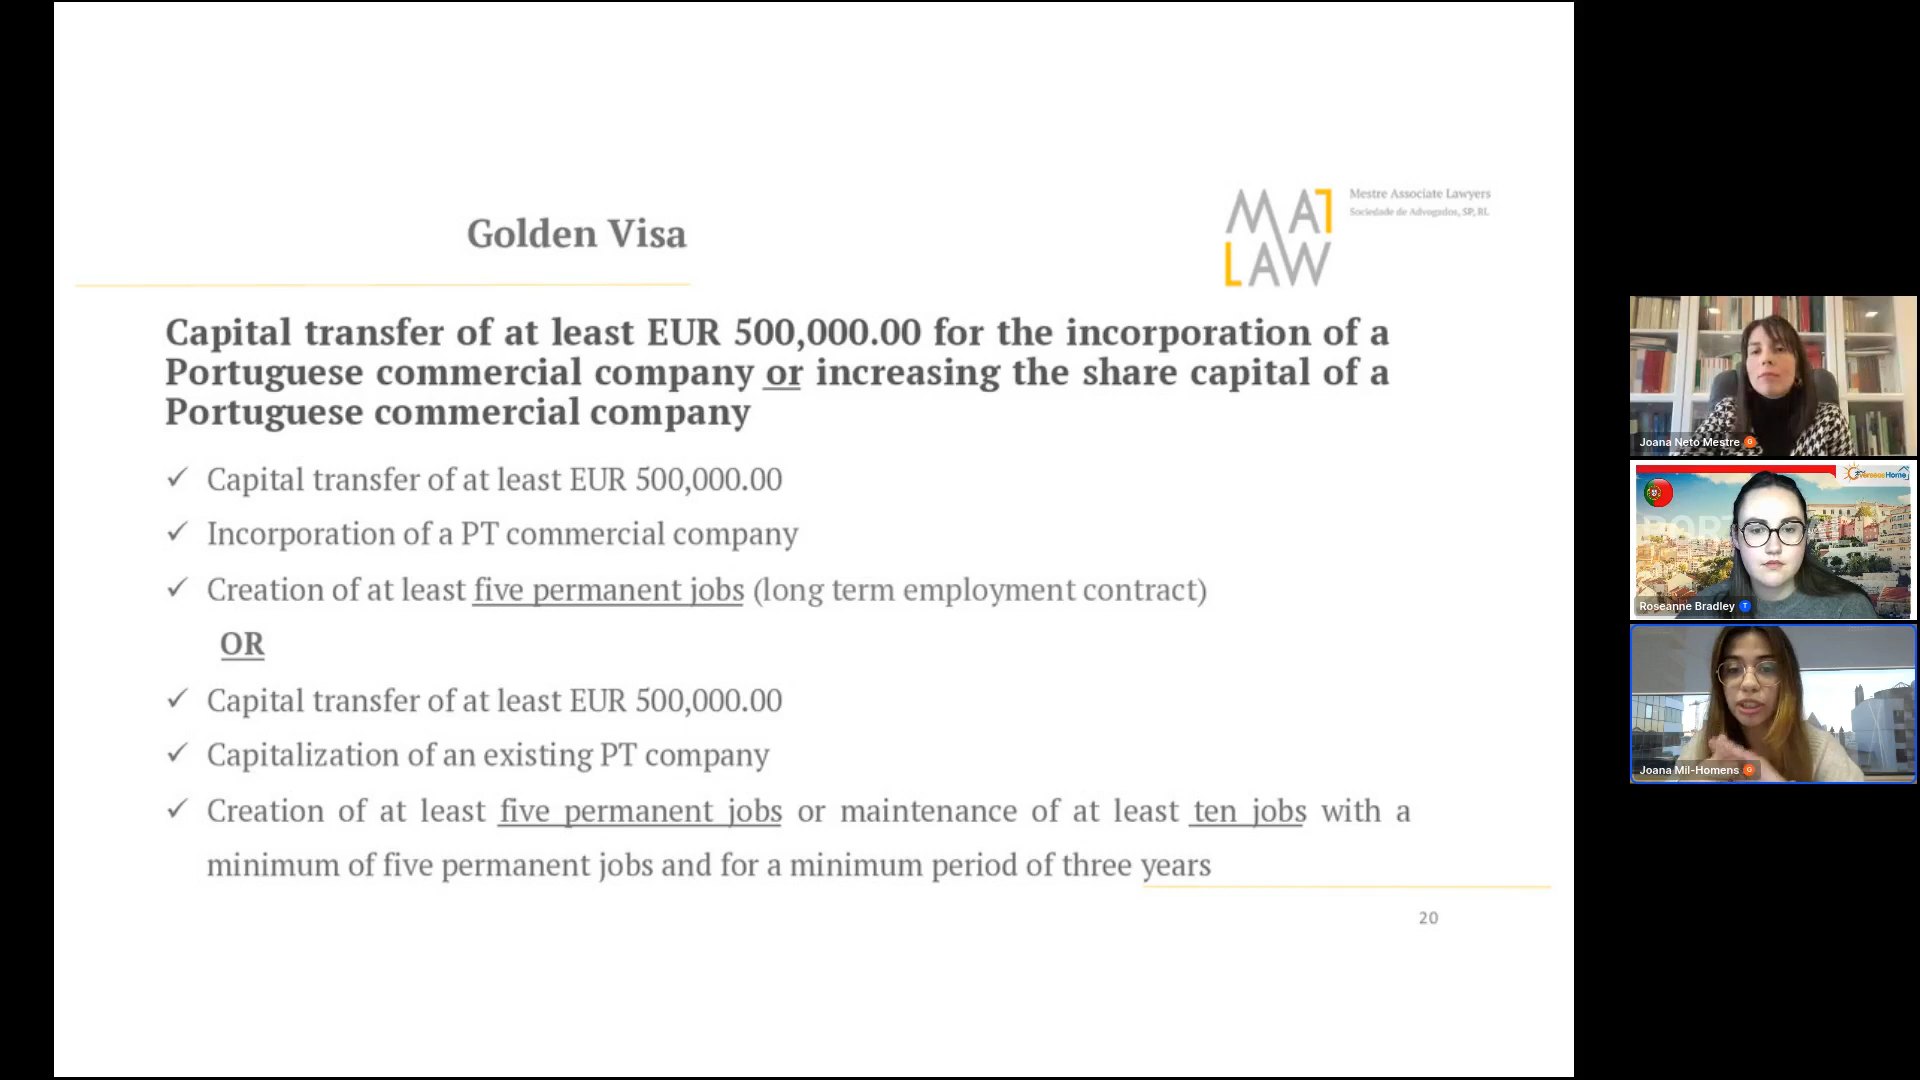 Golden Visa
MAT
LAW
Mestre Associate Lawyers
Sociedade de Advogados, SP, RL
Capital transfer of at least EUR 500,000.00 for the incorporation of a
Portuguese commercial company or increasing the share capital of a
Portuguese commercial company
✓ Capital transfer of at least EUR 500,000.00
✓ Incorporation of a PT commercial company
✓ Creation of at least five permanent jobs (long term employment contract)
OR
✓ Capital transfer of at least EUR 500,000.00
✓ Capitalization of an existing PT company
✓ Creation of at least five permanent jobs or maintenance of at least ten jobs with a
minimum of five permanent jobs and for a minimum period of three years
20
Joana Neto Mestre G
OverseasHome
Roseanne Bradley T
Joana Mil-Homens G